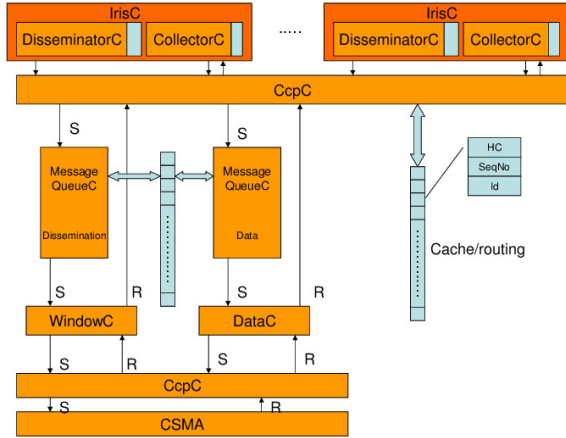 IrisC
DisseminatorC
CollectorC
.....
IrisC
DisseminatorC
CollectorC
CcpC
S
S
Message
QueueC
Dissemination
Message
QueueC
Data
HC
SeqNo
Id
Cache/routing
S
R
S
R
WindowC
DataC
S
R
S
R
CcpC
S
R
CSMA